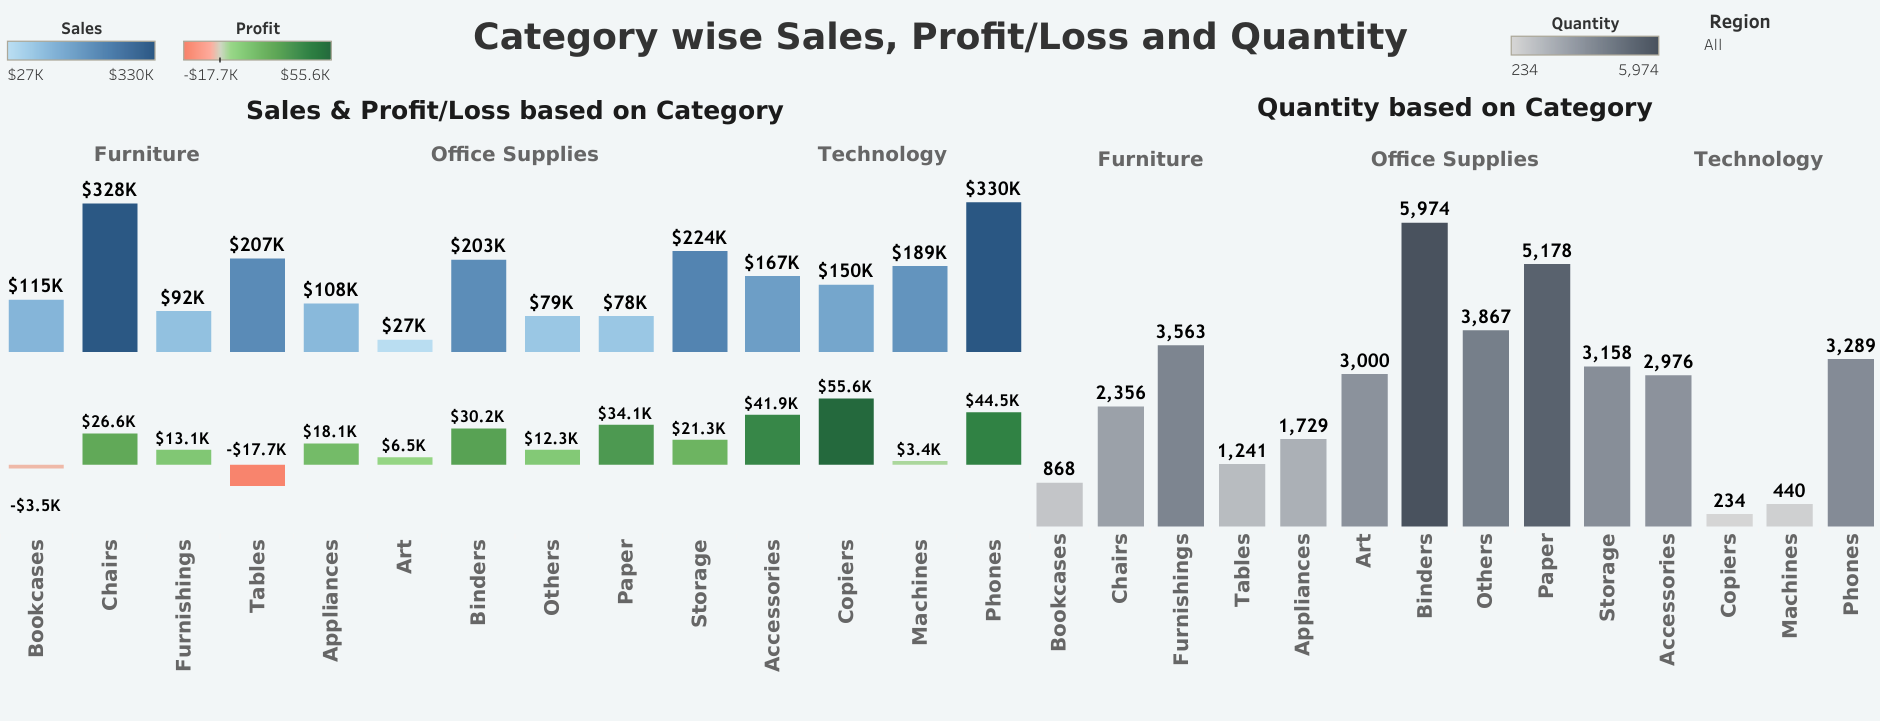 Category wise Sales, Profit/Loss and Quantity
Sales
$27K $330K
Profit
-$17.7K $55.6K
Quantity
234 5,974
Region
All
Sales & Profit/Loss based on Category
Furniture Office Supplies Technology
$115K $328K $92K $207K $108K $27K $203K $79K $78K $224K $167K $150K $189K $330K
-$3.5K $26.6K $13.1K -$17.7K $18.1K $6.5K $30.2K $12.3K $34.1K $21.3K $41.9K $55.6K $3.4K $44.5K
Bookcases
Chairs
Furnishings
Tables
Appliances
Art
Binders
Others
Paper
Storage
Accessories
Copiers
Machines
Phones
Quantity based on Category
Furniture Office Supplies Technology
868 2,356 3,563 1,241 1,729 3,000 5,974 3,867 5,178 3,158 2,976 234 440 3,289
Bookcases
Chairs
Furnishings
Tables
Appliances
Art
Binders
Others
Paper
Storage
Accessories
Copiers
Machines
Phones